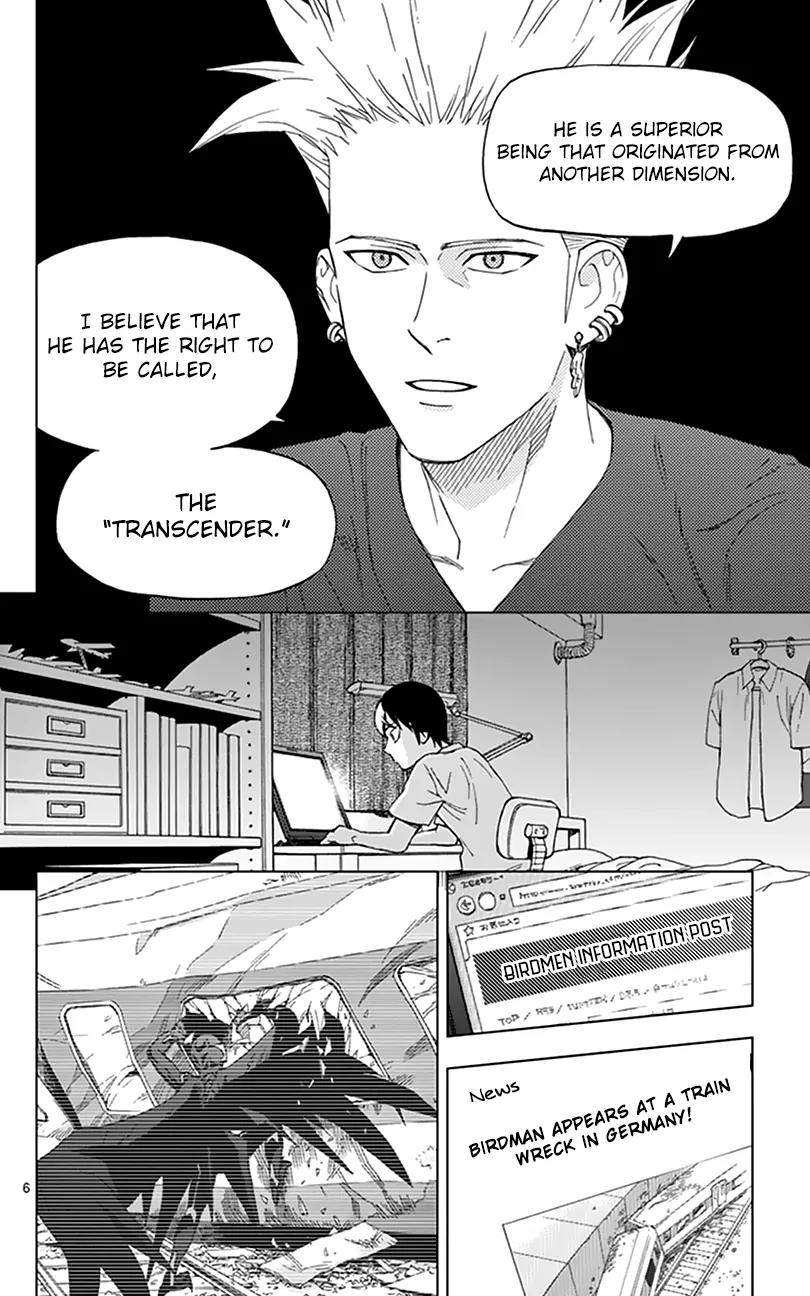 HE IS A SUPERIOR
BEING THAT ORIGINATED FROM
ANOTHER DIMENSION.
I BELIEVE THAT
HE HAS THE RIGHT TO
BE CALLED,
THE
"TRANSCENDER."
BIRDMEN INFORMATION POST
TOP /
News
BIRDMAN APPEARS AT A TRAIN
WRECK IN GERMANY!
6